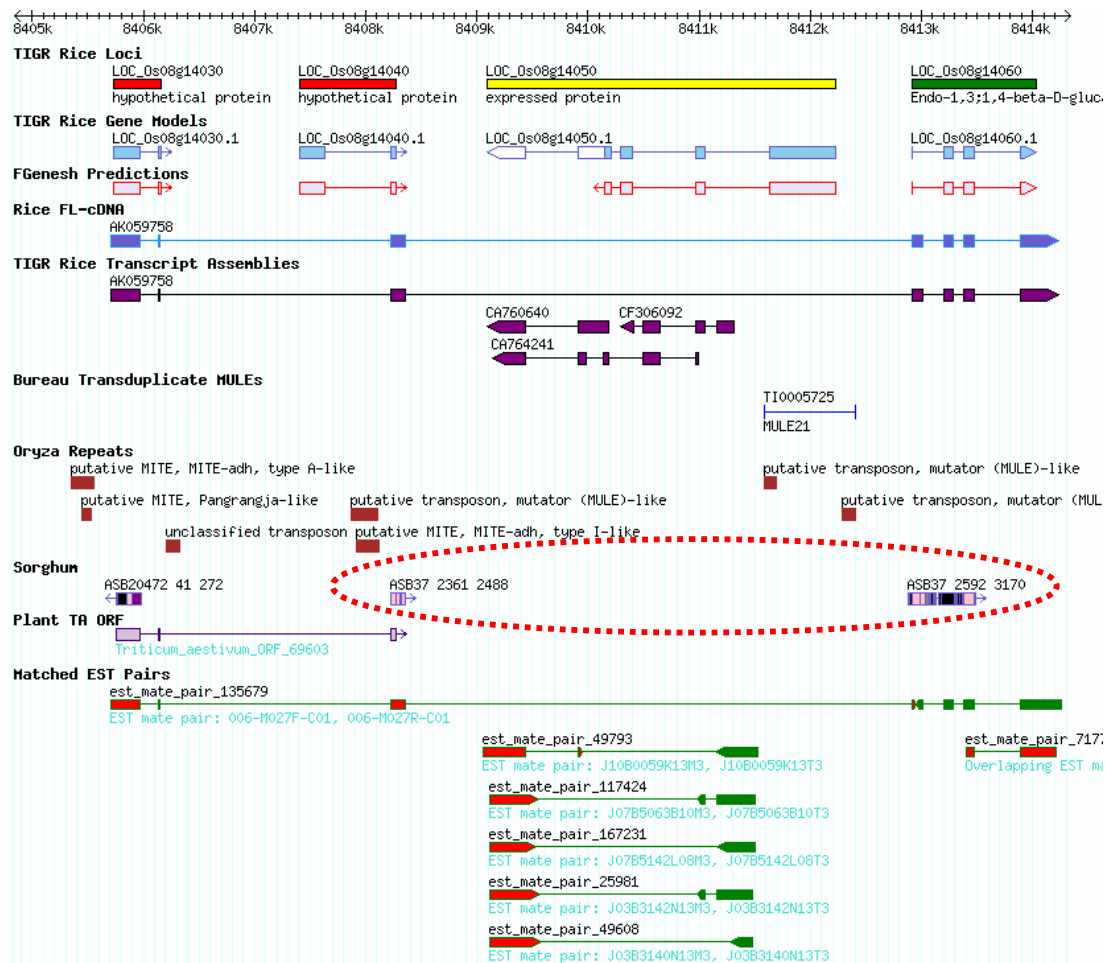 8405k 8406k 8407k 8408k 8409k 8410k 8411k 8412k 8413k 8414k
TIGR Rice Loci
LOC_Os08g14030 LOC_Os08g14040 LOC_Os08g14050 LOC_Os08g14060
hypothetical protein hypothetical protein expressed protein Endo-1,3;1,4-beta-D-gluca
TIGR Rice Gene Models
LOC_Os08g14030.1 LOC_Os08g14040.1 LOC_Os08g14050.1 LOC_Os08g14060.1
FGenesh Predictions
Rice FL-cDNA
AK059758
TIGR Rice Transcript Assemblies
AK059758
CA760640 CF306092
CA764241
Bureau Transduplicate MULEs
TI0005725
MULE21
Oryza Repeats
putative MITE, MITE-adh, type A-like putative transposon, mutator (MULE)-like
putative MITE, Pangrangja-like putative transposon, mutator (MULE)-like putative transposon, mutator (MUL
unclassified transposon putative MITE, MITE-adh, type I-like
Sorghum
ASB20472 41 272 ASB37 2361 2488 ASB37 2592 3170
Plant TA ORF
Triticum_aestivum_ORF_69603
Matched EST Pairs
est_mate_pair_135679
EST mate pair: 006-M027F-C01, 006-M027R-C01
est_mate_pair_49793 est_mate_pair_7177
EST mate pair: J10B0059K13M3, J10B0059K13T3 Overlapping EST ma
est_mate_pair_117424
EST mate pair: J07B5063B10M3, J07B5063B10T3
est_mate_pair_167231
EST mate pair: J07B5142L08M3, J07B5142L08T3
est_mate_pair_25981
EST mate pair: J03B3142N13M3, J03B3142N13T3
est_mate_pair_49608
EST mate pair: J03B3140N13M3, J03B3140N13T3